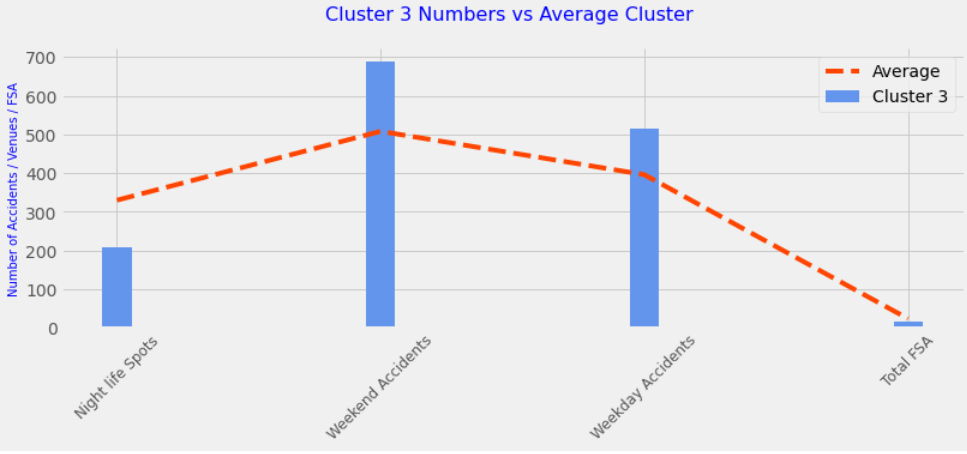 Cluster 3 Numbers vs Average Cluster
Number of Accidents / Venues / FSA
700
600
500
400
300
200
100
0
Average
Cluster 3
Night life Spots
Weekend Accidents
Weekday Accidents
Total FSA